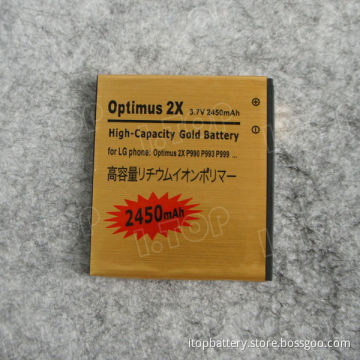 Optimus 2X 3.7V 2450mAh
High-Capacity Gold Battery
for LG phone: Optimus 2X P990 P993 P999 ...
高容量リチウムイオンポリマー
2450mAh
I.TOP
itopbattery.store.bossgoo.com